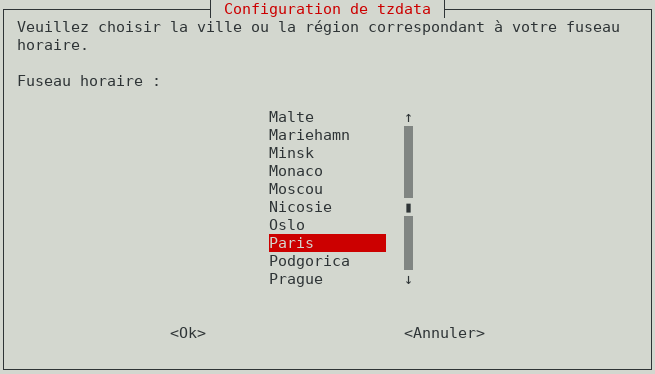 Configuration de tzdata
Veuillez choisir la ville ou la région correspondant à votre fuseau
horaire.
Fuseau horaire :
Malte ↑
Mariehamn
Minsk
Monaco
Moscou
Nicosie
Oslo
Paris
Podgorica
Prague ↓
<Ok> <Annuler>